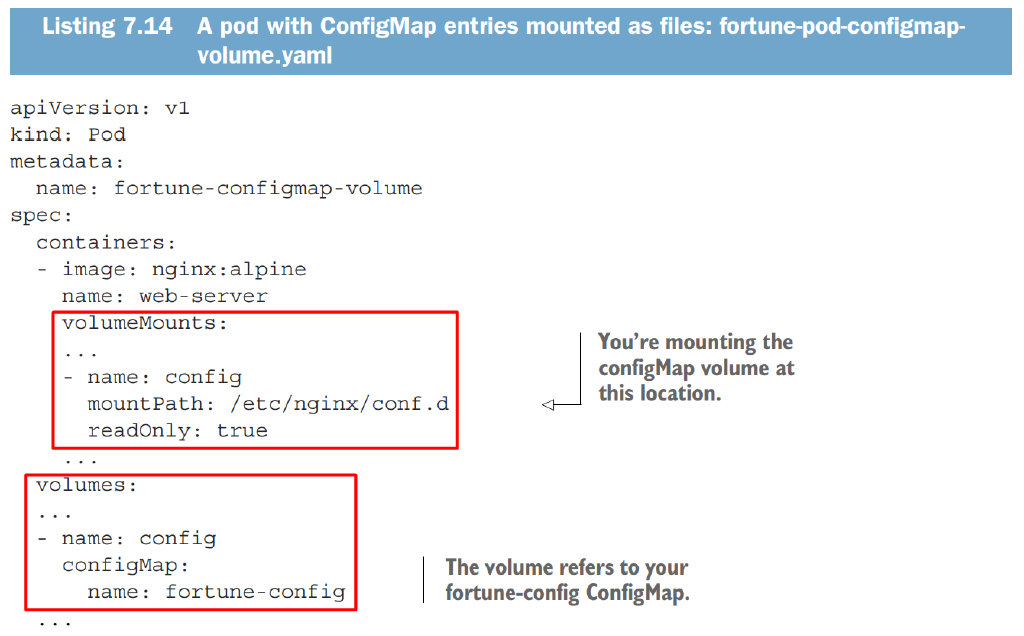 Listing 7.14 A pod with ConfigMap entries mounted as files: fortune-pod-configmap-
volume.yaml
apiVersion: v1
kind: Pod
metadata:
  name: fortune-configmap-volume
spec:
  containers:
  - image: nginx:alpine
    name: web-server
    volumeMounts:
    ...
    - name: config
      mountPath: /etc/nginx/conf.d
      readOnly: true
    ...
  volumes:
  ...
  - name: config
    configMap:
      name: fortune-config
  ...
You're mounting the
configMap volume at
this location.
The volume refers to your
fortune-config ConfigMap.